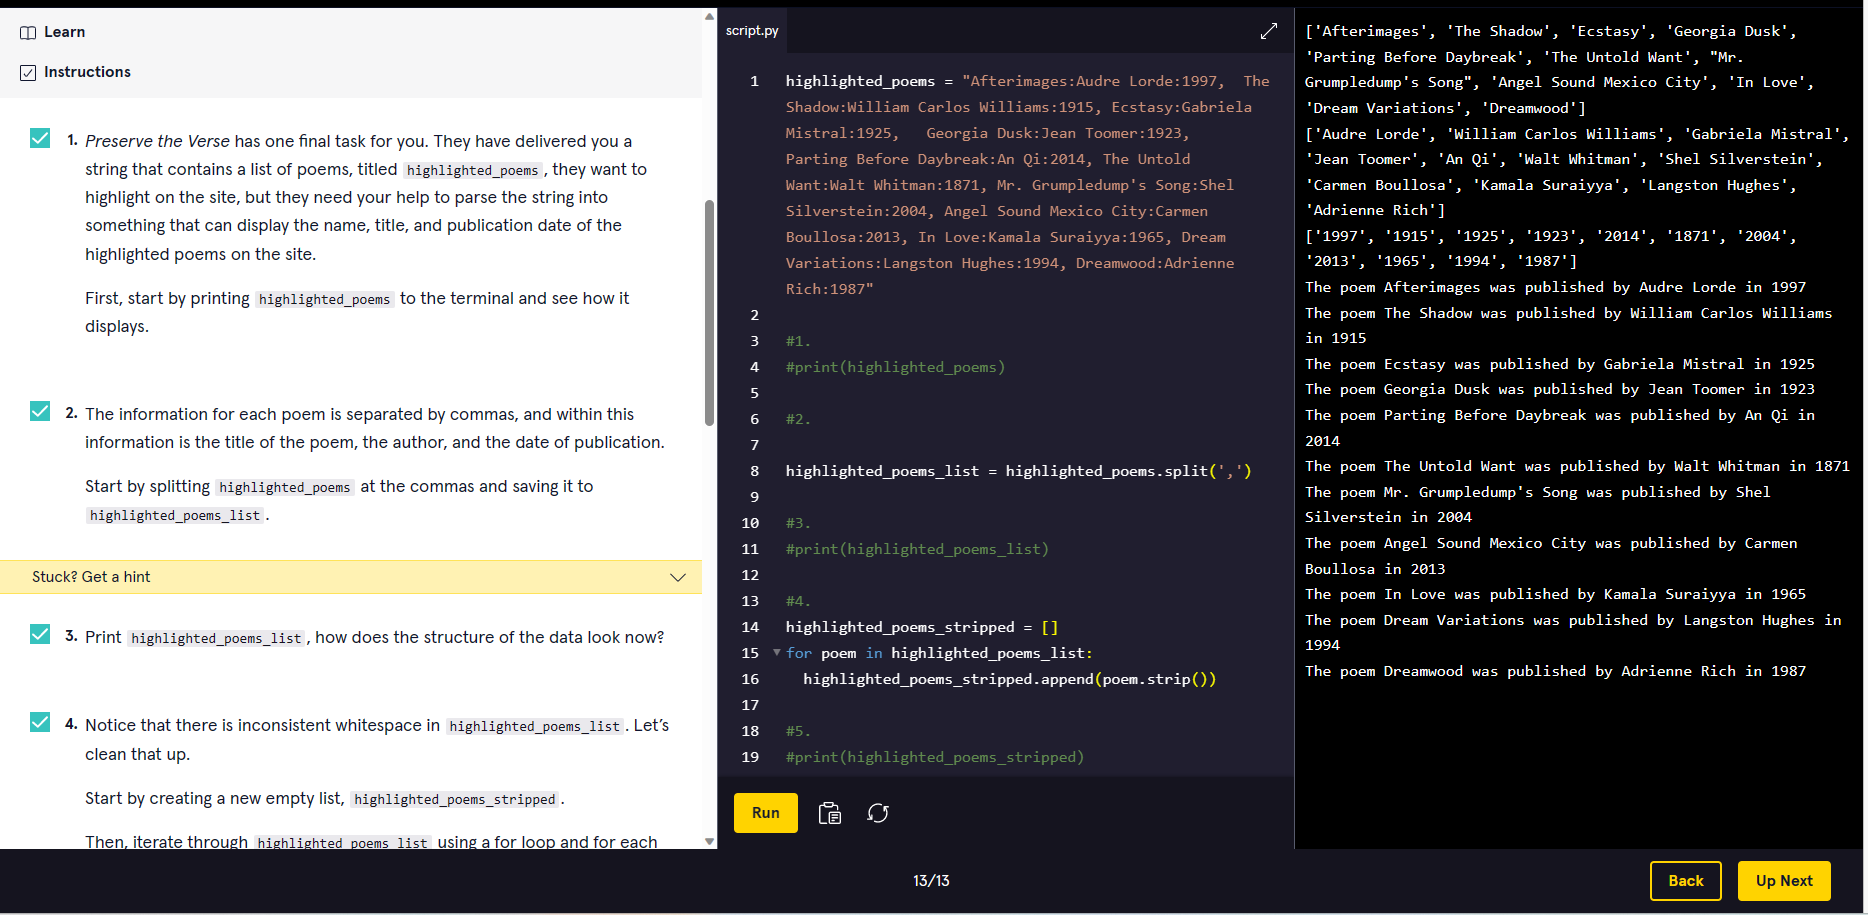 Learn
Instructions
1. Preserve the Verse has one final task for you. They have delivered you a
string that contains a list of poems, titled highlighted_poems, they want to
highlight on the site, but they need your help to parse the string into
something that can display the name, title, and publication date of the
highlighted poems on the site.
First, start by printing highlighted_poems to the terminal and see how it
displays.
2. The information for each poem is separated by commas, and within this
information is the title of the poem, the author, and the date of publication.
Start by splitting highlighted_poems at the commas and saving it to
highlighted_poems_list.
Stuck? Get a hint
3. Print highlighted_poems_list, how does the structure of the data look now?
4. Notice that there is inconsistent whitespace in highlighted_poems_list. Let's
clean that up.
Start by creating a new empty list, highlighted_poems_stripped.
Then, iterate through highlighted_poems_list using a for loop and for each
script.py
1 highlighted_poems = "Afterimages:Audre Lorde:1997,  The
Shadow:William Carlos Williams:1915, Ecstasy:Gabriela
Mistral:1925,   Georgia Dusk:Jean Toomer:1923,
Parting Before Daybreak:An Qi:2014, The Untold
Want:Walt Whitman:1871, Mr. Grumpledump's Song:Shel
Silverstein:2004, Angel Sound Mexico City:Carmen
Boullosa:2013, In Love:Kamala Suraiyya:1965, Dream
Variations:Langston Hughes:1994, Dreamwood:Adrienne
Rich:1987"
2
3 #1.
4 #print(highlighted_poems)
5
6 #2.
7
8 highlighted_poems_list = highlighted_poems.split(',')
9
10 #3.
11 #print(highlighted_poems_list)
12
13 #4.
14 highlighted_poems_stripped = []
15 for poem in highlighted_poems_list:
16   highlighted_poems_stripped.append(poem.strip())
17
18 #5.
19 #print(highlighted_poems_stripped)
Run
['Afterimages', 'The Shadow', 'Ecstasy', 'Georgia Dusk',
'Parting Before Daybreak', 'The Untold Want', "Mr.
Grumpledump's Song", 'Angel Sound Mexico City', 'In Love',
'Dream Variations', 'Dreamwood']
['Audre Lorde', 'William Carlos Williams', 'Gabriela Mistral',
'Jean Toomer', 'An Qi', 'Walt Whitman', 'Shel Silverstein',
'Carmen Boullosa', 'Kamala Suraiyya', 'Langston Hughes',
'Adrienne Rich']
['1997', '1915', '1925', '1923', '2014', '1871', '2004',
'2013', '1965', '1994', '1987']
The poem Afterimages was published by Audre Lorde in 1997
The poem The Shadow was published by William Carlos Williams
in 1915
The poem Ecstasy was published by Gabriela Mistral in 1925
The poem Georgia Dusk was published by Jean Toomer in 1923
The poem Parting Before Daybreak was published by An Qi in
2014
The poem The Untold Want was published by Walt Whitman in 1871
The poem Mr. Grumpledump's Song was published by Shel
Silverstein in 2004
The poem Angel Sound Mexico City was published by Carmen
Boullosa in 2013
The poem In Love was published by Kamala Suraiyya in 1965
The poem Dream Variations was published by Langston Hughes in
1994
The poem Dreamwood was published by Adrienne Rich in 1987
13/13
Back
Up Next